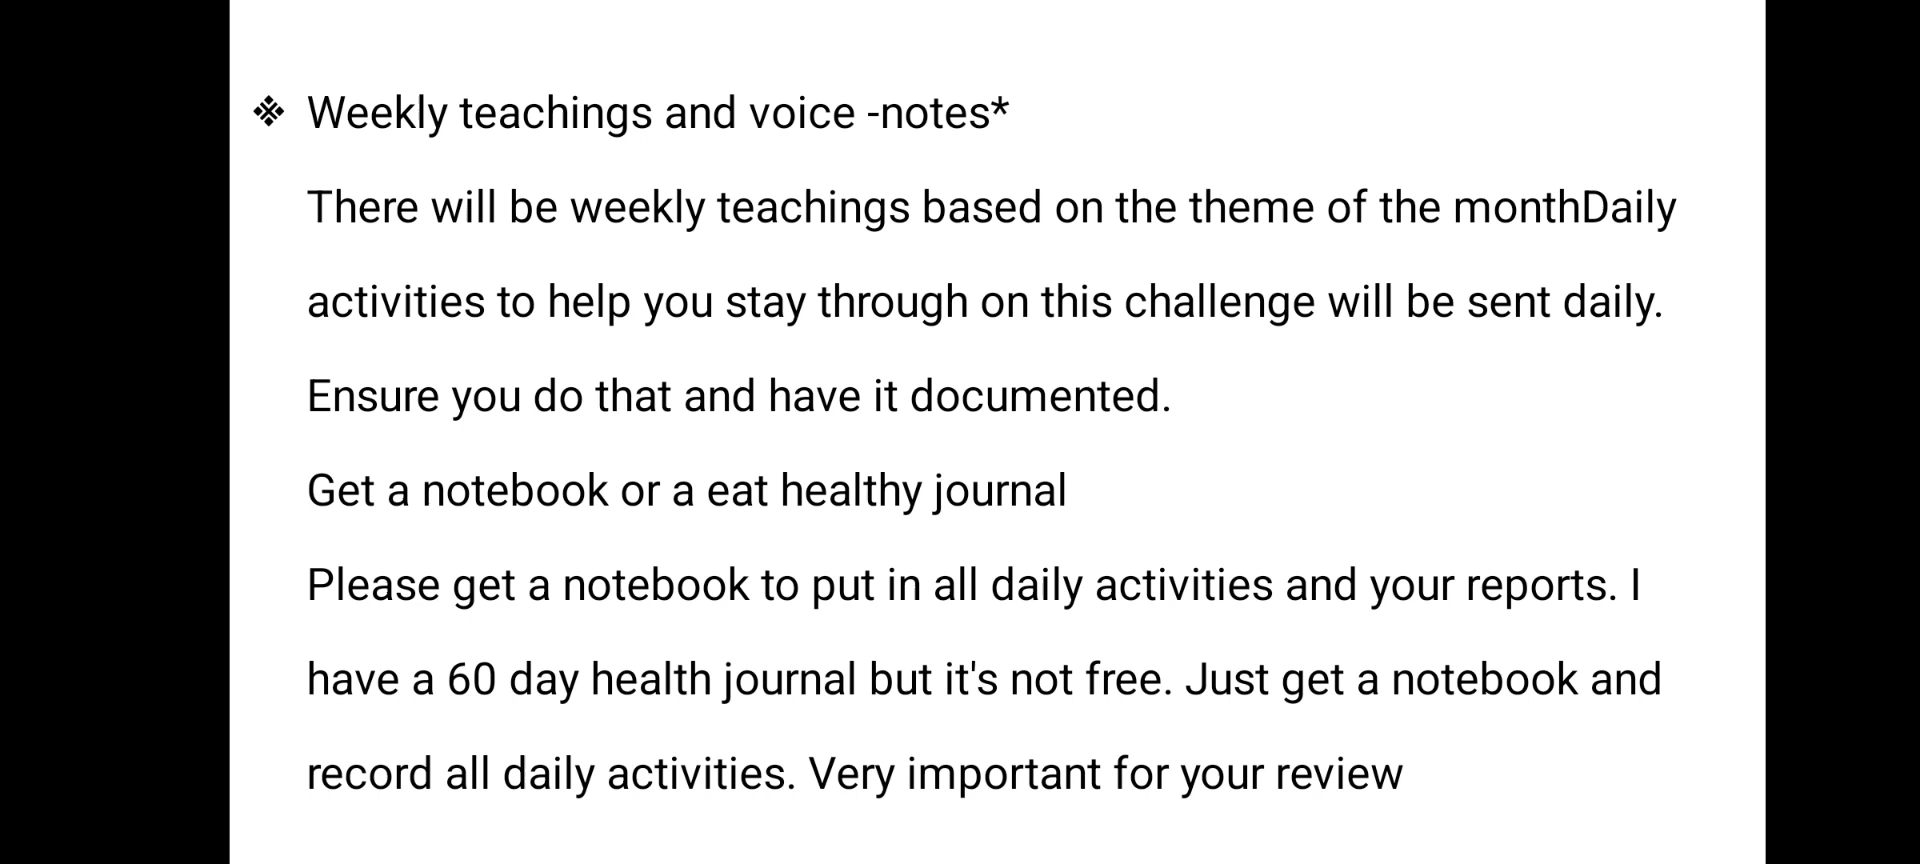 ❖ Weekly teachings and voice -notes*
There will be weekly teachings based on the theme of the monthDaily
activities to help you stay through on this challenge will be sent daily.
Ensure you do that and have it documented.
Get a notebook or a eat healthy journal
Please get a notebook to put in all daily activities and your reports. I
have a 60 day health journal but it's not free. Just get a notebook and
record all daily activities. Very important for your review